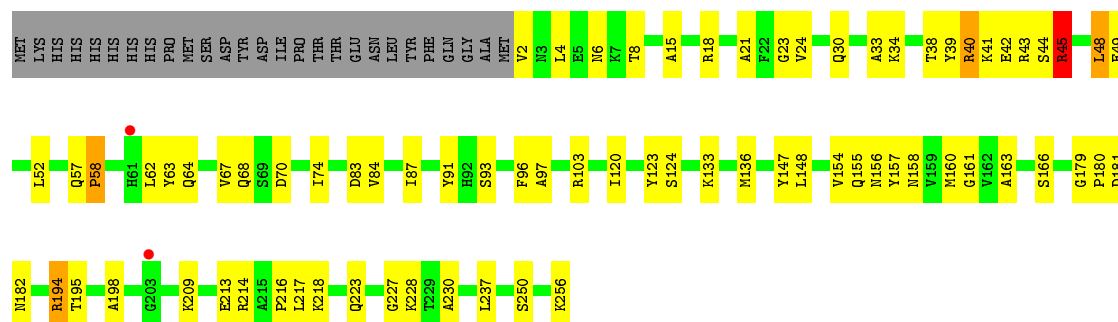 MET LYS HIS HIS HIS HIS HIS HIS HIS PRO MET SER ASP TYR ASP ILE PRO THR THR GLU ASN LEU TYR PHE GLN GLY ALA MET V2 N3 L4 E5 N6 K7 T8 A15 R18 A21 F22 G23 V24 Q30 A33 K34 T38 Y39 R40 K41 E42 R43 S44 R45 L48 E49
L52 Q57 P58 H61 L62 Y63 Q64 V67 Q68 S69 D70 I74 D83 V84 I87 Y91 H92 S93 F96 A97 R103 I120 Y123 S124 K133 M136 Y147 L148 V154 Q155 N156 Y157 N158 V159 M160 G161 V162 A163 S166 G179 P180 D181
N182 R194 T195 A198 G203 K209 E213 R214 A215 P216 L217 K218 Q223 G227 K228 T229 A230 L237 S250 K256